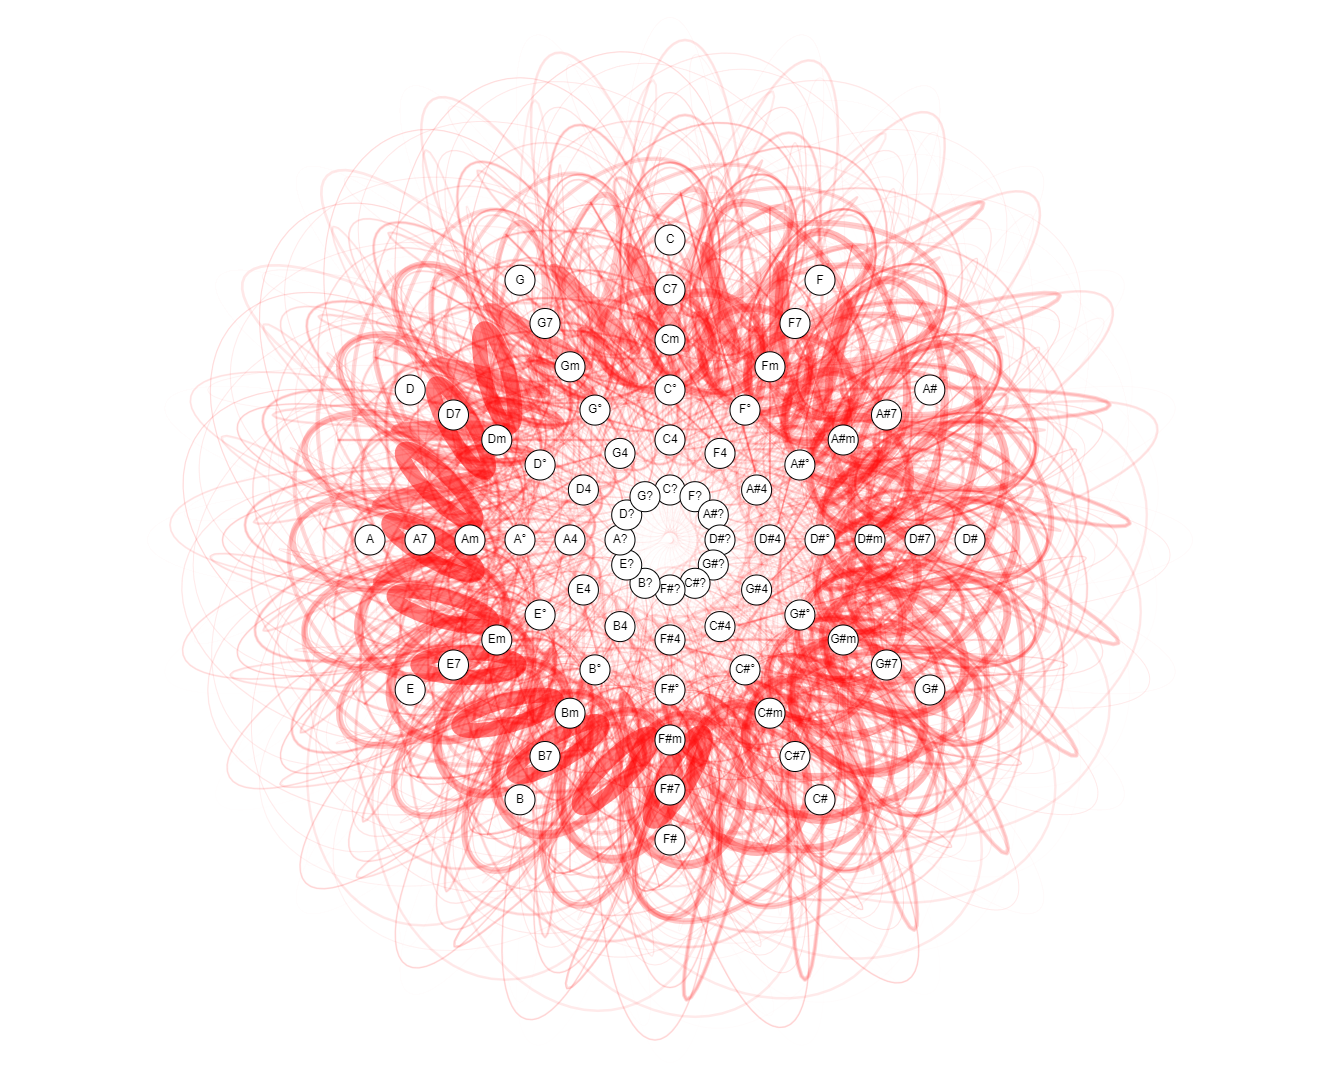 C
G F
C7
G7 F7
Cm
Gm Fm
D C° A#
G° F°
D7 A#7
Dm C4 A#m
G4 F4
D° A#°
D4 G? C? F? A#4
D? A#?
A A7 Am A° A4 A? D#? D#4 D#° D#m D#7 D#
E? G#?
E4 B? F#? C#? G#4
E° G#°
B4 C#4
Em F#4 G#m
E7 G#7
B° C#°
E F#° G#
Bm C#m
F#m
B7 C#7
F#7
B C#
F#